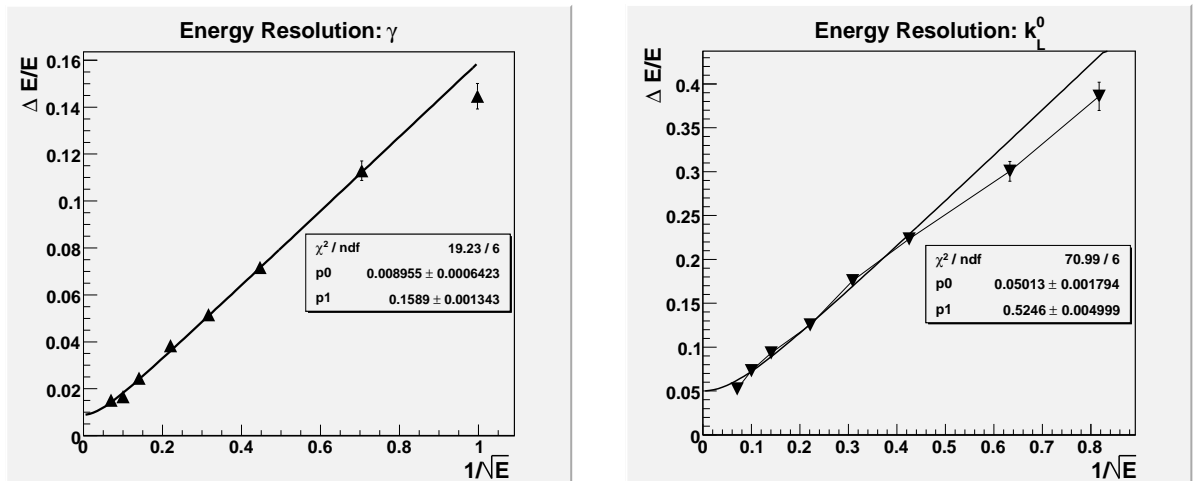 Energy Resolution: γ
Δ E/E
0.16
0.14
0.12
0.1
0.08
0.06
0.04
0.02
0
χ² / ndf 19.23 / 6
p0 0.008955 ± 0.0006423
p1 0.1589 ± 0.001343
0 0.2 0.4 0.6 0.8 1
1/√E
Energy Resolution: k⁰_L
Δ E/E
0.4
0.35
0.3
0.25
0.2
0.15
0.1
0.05
0
χ² / ndf 70.99 / 6
p0 0.05013 ± 0.001794
p1 0.5246 ± 0.004999
0 0.1 0.2 0.3 0.4 0.5 0.6 0.7 0.8
1/√E